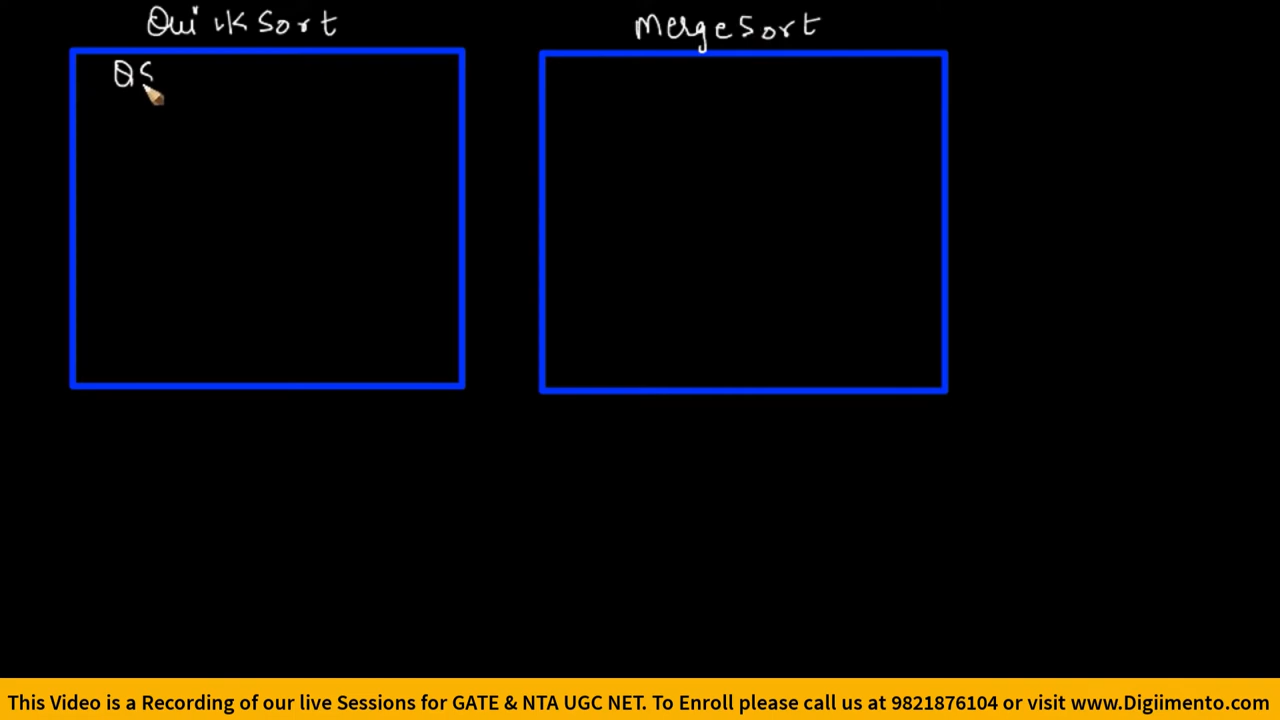 QuickSort
MergeSort
QS
This Video is a Recording of our live Sessions for GATE & NTA UGC NET. To Enroll please call us at 9821876104 or visit www.Digiimento.com